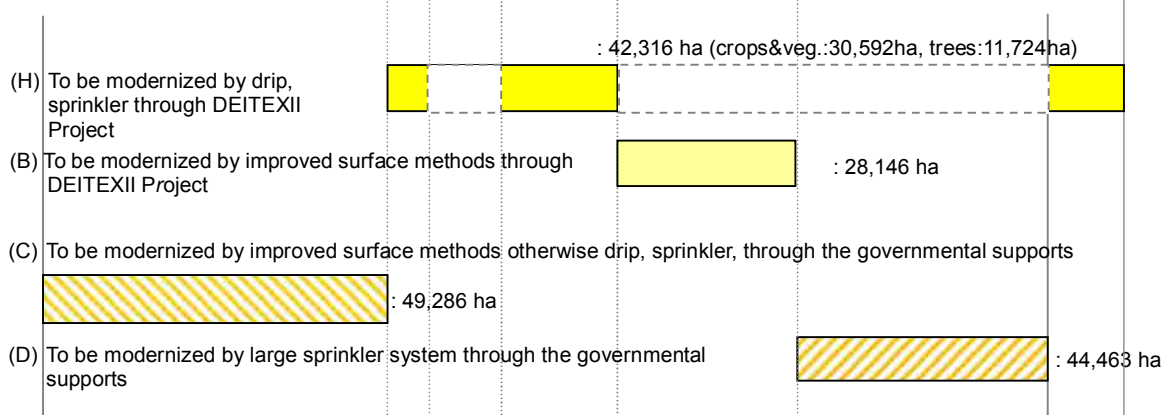 : 42,316 ha (crops&veg.:30,592ha, trees:11,724ha)
(H) To be modernized by drip,
sprinkler through DEITEXII
Project
(B) To be modernized by improved surface methods through
DEITEXII Project
: 28,146 ha
(C) To be modernized by improved surface methods otherwise drip, sprinkler, through the governmental supports
: 49,286 ha
(D) To be modernized by large sprinkler system through the governmental
supports
: 44,463 ha